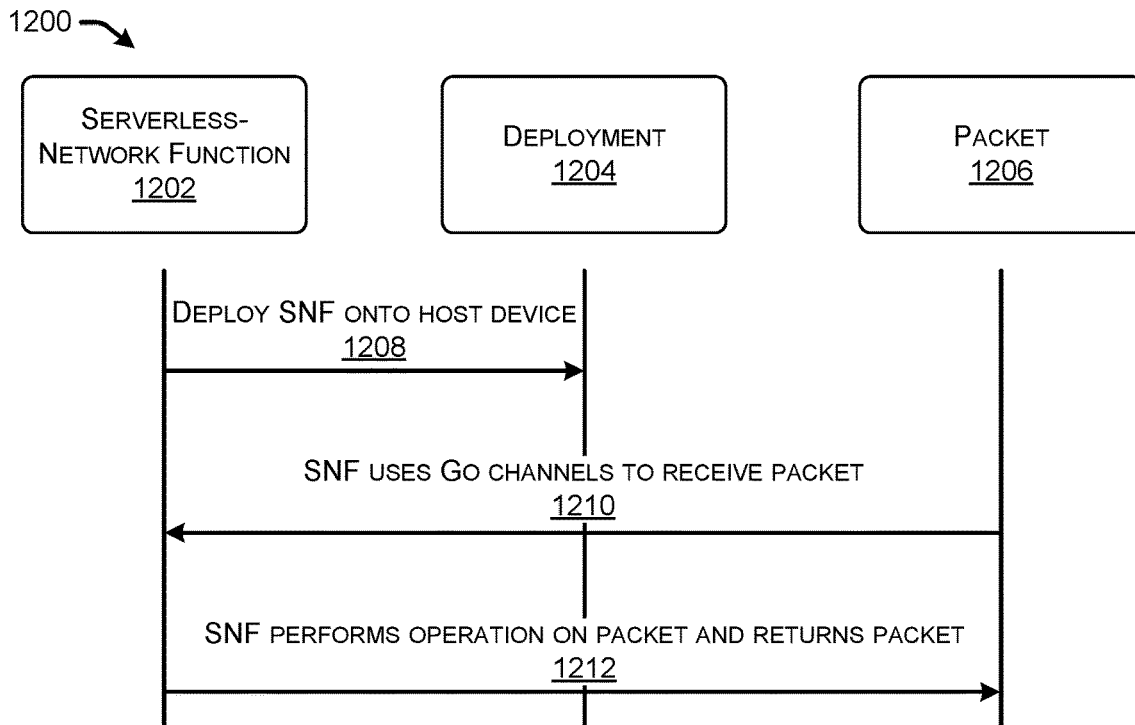 1200
SERVERLESS-
NETWORK FUNCTION
1202
DEPLOYMENT
1204
PACKET
1206
DEPLOY SNF ONTO HOST DEVICE
1208
SNF USES GO CHANNELS TO RECEIVE PACKET
1210
SNF PERFORMS OPERATION ON PACKET AND RETURNS PACKET
1212